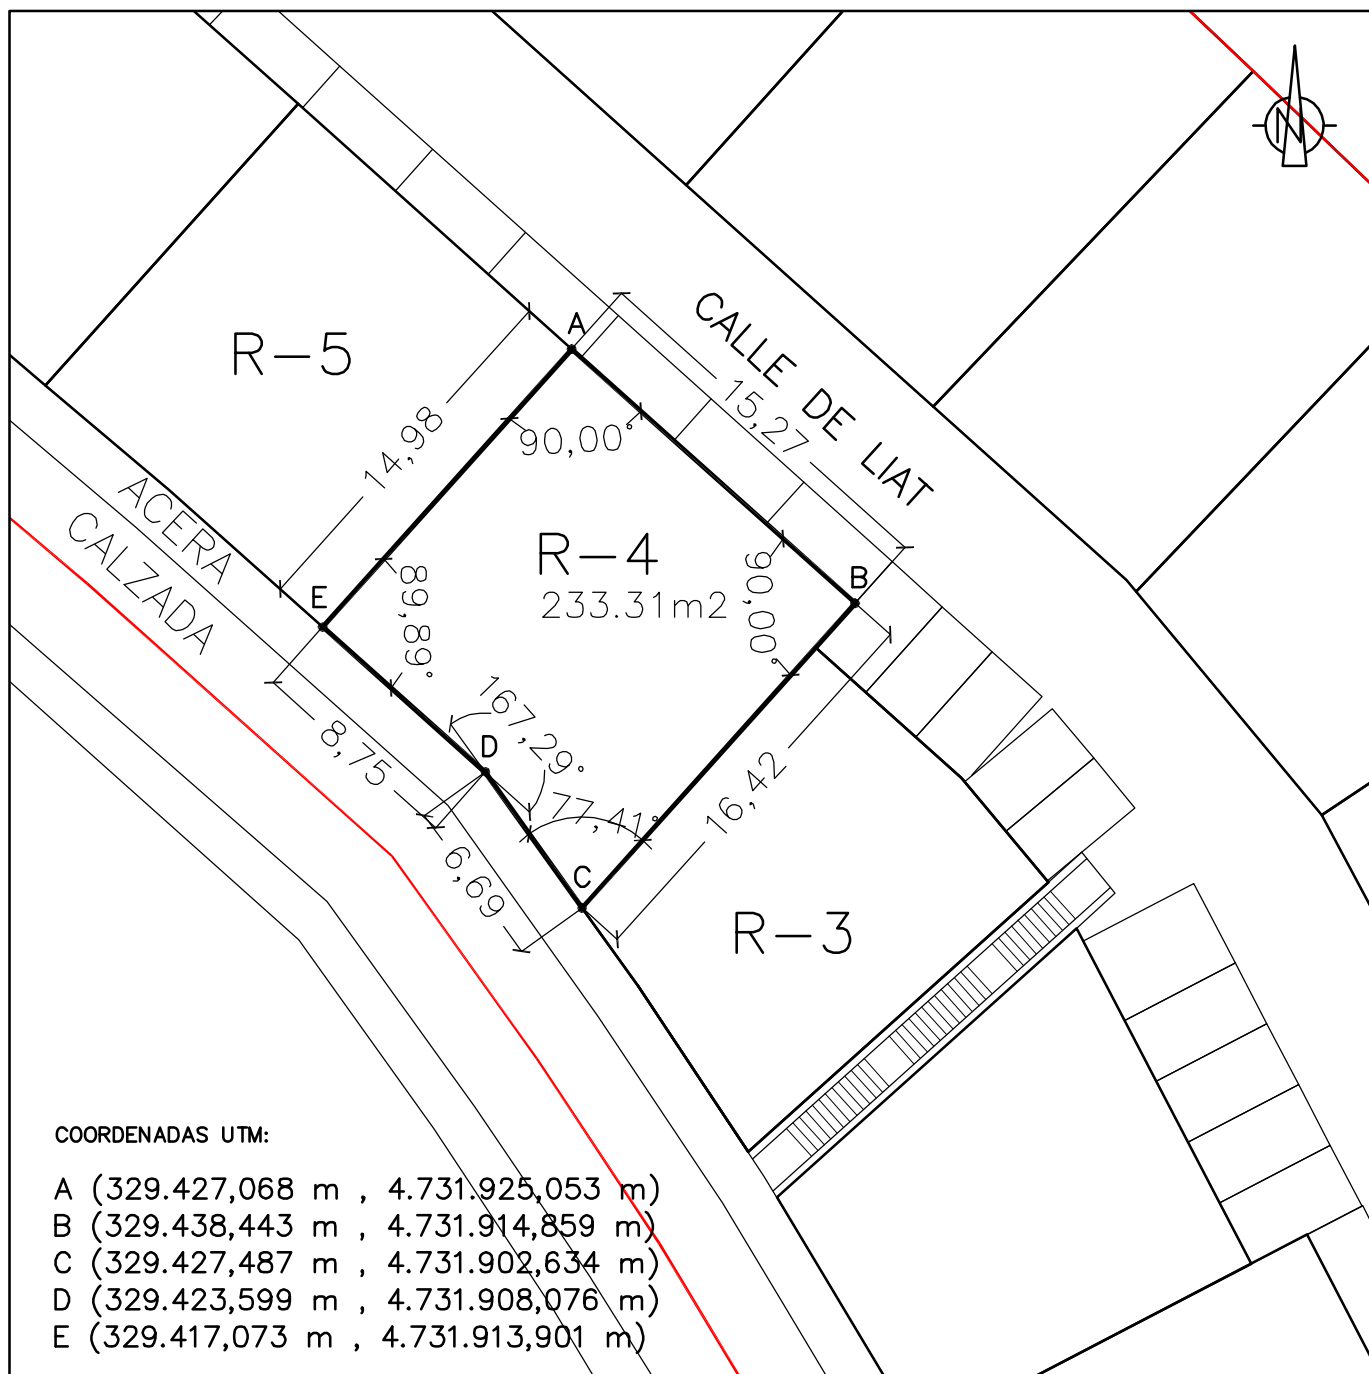 N
CALLE DE LIAT
A
15,27
R-5
14,98
90,00°
ACERA
CALZADA
R-4
233.31m2
90,00°
B
E
89,89°
167,29°
D
8,75
16,42
77,41°
6,69
C
R-3
COORDENADAS UTM:
A (329.427,068 m , 4.731.925,053 m)
B (329.438,443 m , 4.731.914,859 m)
C (329.427,487 m , 4.731.902,634 m)
D (329.423,599 m , 4.731.908,076 m)
E (329.417,073 m , 4.731.913,901 m)